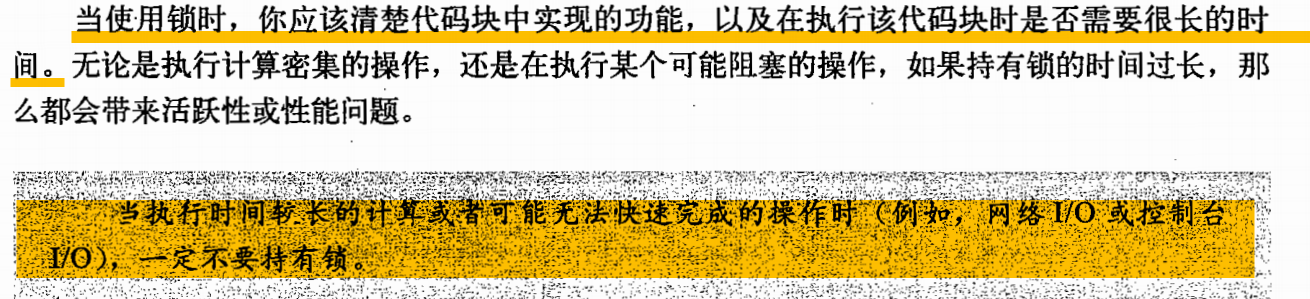 当使用锁时，你应该清楚代码块中实现的功能，以及在执行该代码块时是否需要很长的时
间。无论是执行计算密集的操作，还是在执行某个可能阻塞的操作，如果持有锁的时间过长，那
么都会带来活跃性或性能问题。
当执行时间较长的计算或者可能无法快速完成的操作时（例如，网络 I/O 或控制台
I/O），一定不要持有锁。